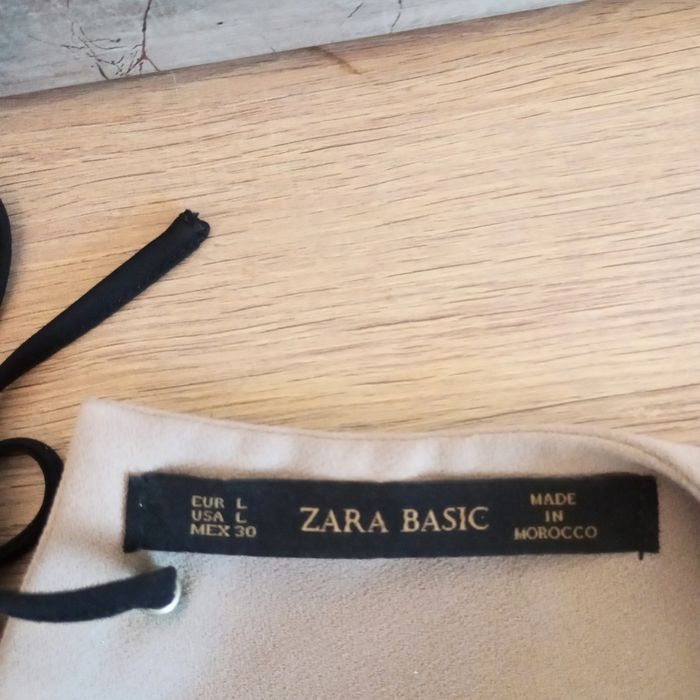 EUR L
USA L
MEX 30
ZARA BASIC
MADE
IN
MOROCCO